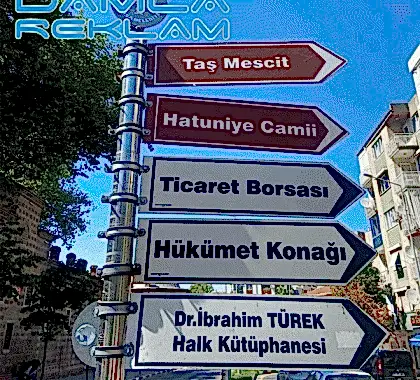 DAMLA
REKLAM
Taş Mescit
Hatuniye Camii
Ticaret Borsası
Hükümet Konağı
Dr.İbrahim TÜREK
Halk Kütüphanesi